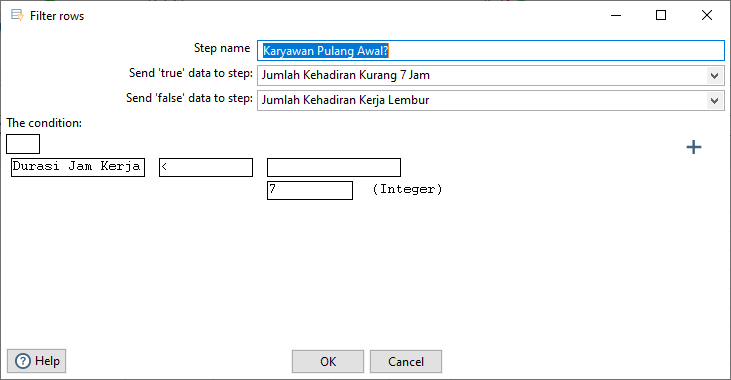 Filter rows
Step name Karyawan Pulang Awal?
Send 'true' data to step: Jumlah Kehadiran Kurang 7 Jam
Send 'false' data to step: Jumlah Kehadiran Kerja Lembur
The condition:
Durasi Jam Kerja <
7 (Integer)
Help OK Cancel